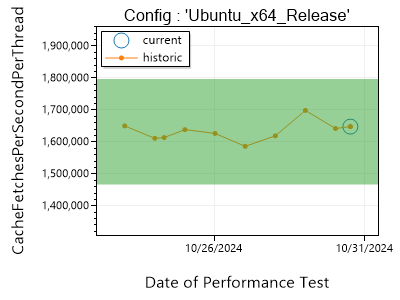 Config : 'Ubuntu_x64_Release'
CacheFetchesPerSecondPerThread
1,900,000
1,800,000
1,700,000
1,600,000
1,500,000
1,400,000
current
historic
10/26/2024
10/31/2024
Date of Performance Test